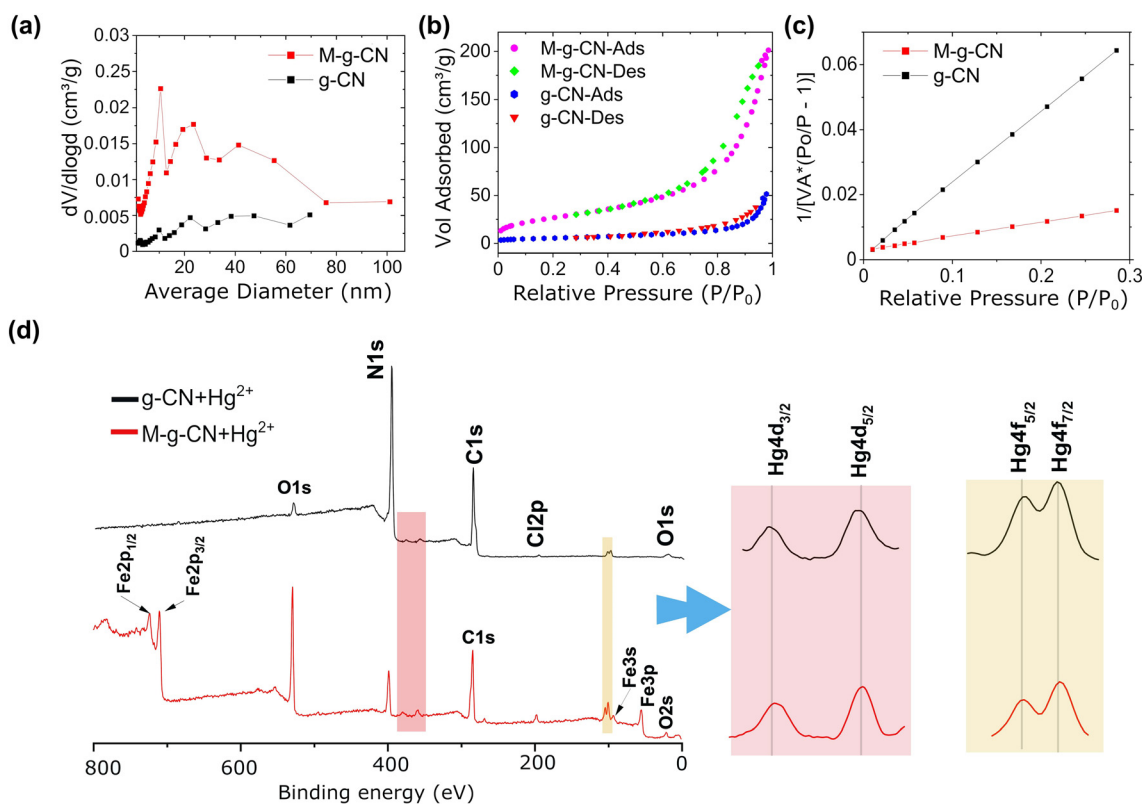 (a)
0.03
0.025
0.02
0.015
0.01
0.005
0
dV/dlogd (cm³/g)
M-g-CN
g-CN
20 40 60 80 100
Average Diameter (nm)
(b)
200
150
100
50
0
Vol Adsorbed (cm³/g)
M-g-CN-Ads
M-g-CN-Des
g-CN-Ads
g-CN-Des
0 0.2 0.4 0.6 0.8 1
Relative Pressure (P/P₀)
(c)
0.06
0.04
0.02
0
1/[VA*(Po/P - 1)]
M-g-CN
g-CN
0 0.1 0.2 0.3
Relative Pressure (P/P₀)
(d)
g-CN+Hg²⁺
M-g-CN+Hg²⁺
Fe2p₁/₂
Fe2p₃/₂
O1s
N1s
C1s
Cl2p
O1s
C1s
Fe3s
Fe3p
O2s
800 600 400 200 0
Binding energy (eV)
Hg4d₃/₂
Hg4d₅/₂
Hg4f₅/₂
Hg4f₇/₂